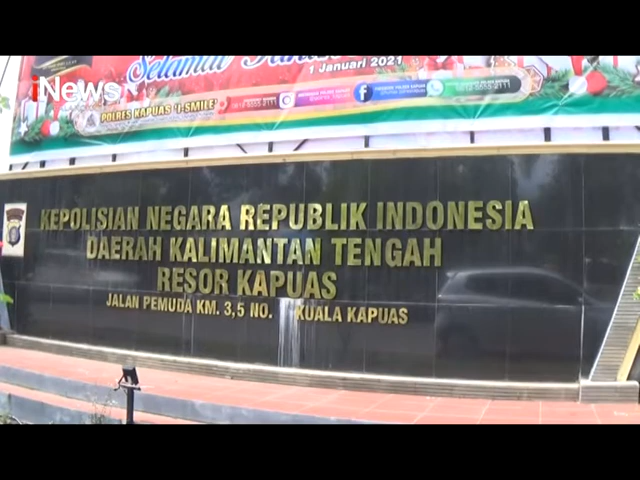 iNews
Selamat
1 Januari 2021
POLRES KAPUAS "I-SMILE"
KEPOLISIAN NEGARA REPUBLIK INDONESIA
DAERAH KALIMANTAN TENGAH
RESOR KAPUAS
JALAN PEMUDA KM. 3,5 NO. KUALA KAPUAS